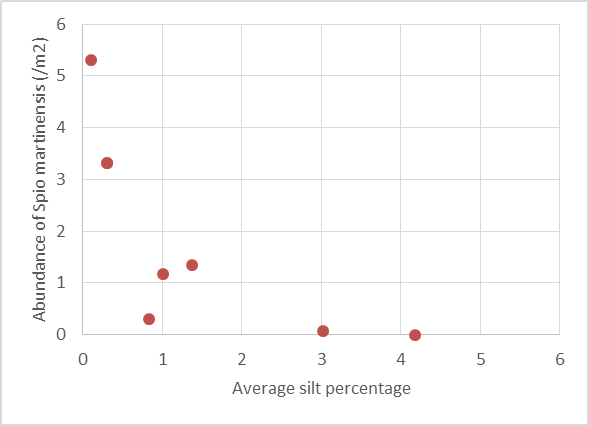 Abundance of Spio martinensis (/m2)
6
5
4
3
2
1
0
0 1 2 3 4 5 6
Average silt percentage